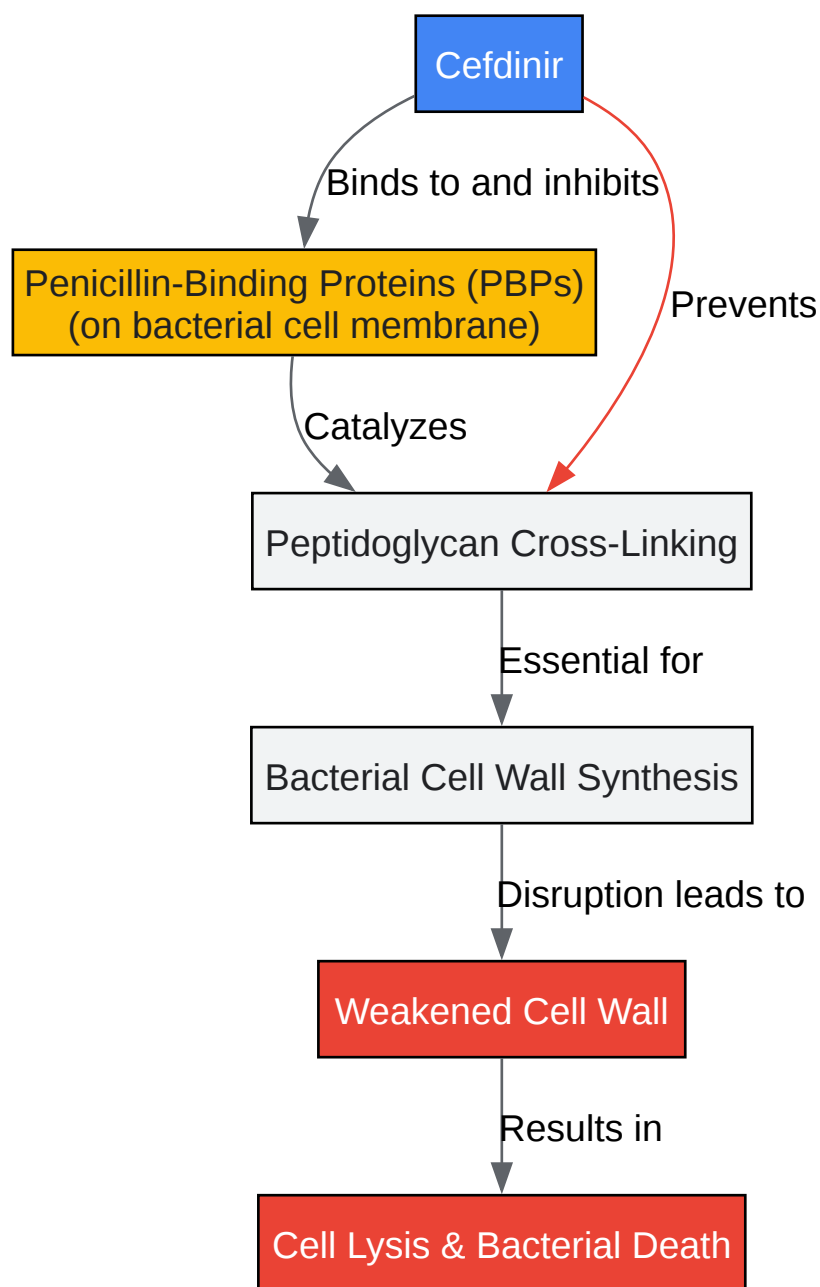 Cefdinir
Binds to and inhibits
Penicillin-Binding Proteins (PBPs)
(on bacterial cell membrane)
Prevents
Catalyzes
Peptidoglycan Cross-Linking
Essential for
Bacterial Cell Wall Synthesis
Disruption leads to
Weakened Cell Wall
Results in
Cell Lysis & Bacterial Death